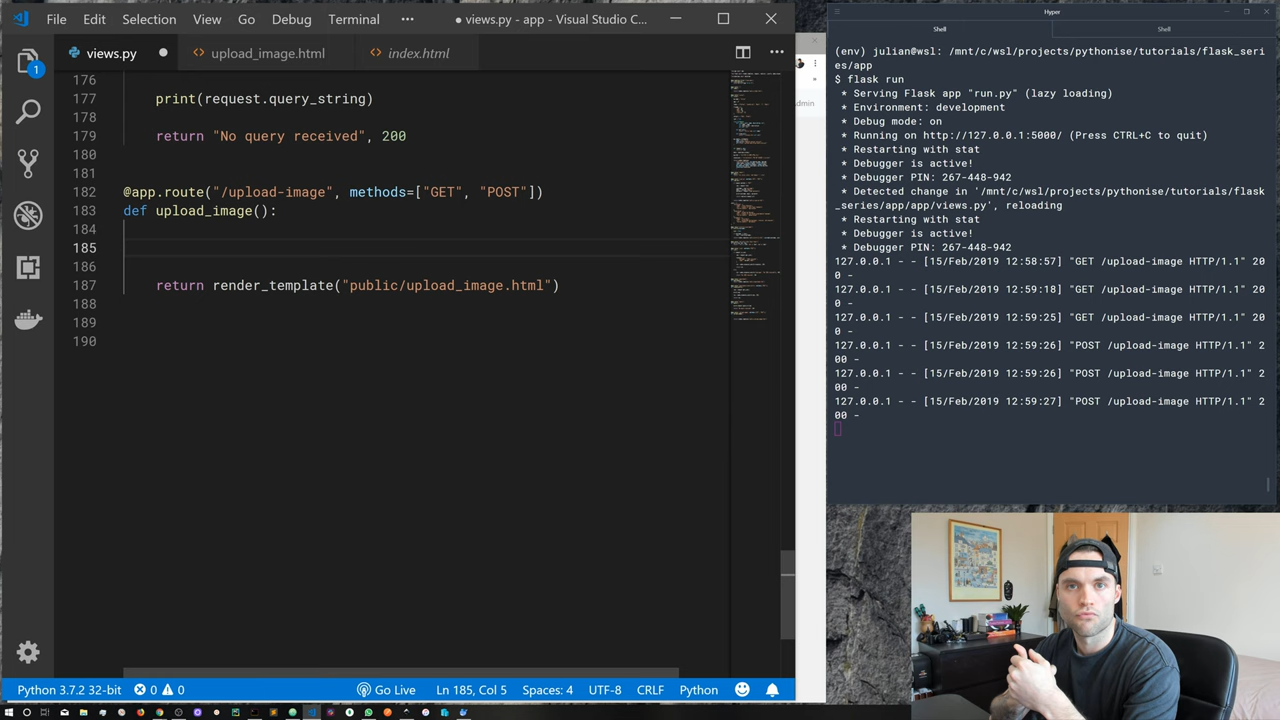 File Edit Selection View Go Debug Terminal ••• • views.py - app - Visual Studio C...
views.py upload_image.html index.html
1
176
177 print(request.query_string)
178
179 return "No query received", 200
180
181
182 @app.route("/upload-image", methods=["GET", "POST"])
183 def upload_image():
184
185
186
187 return render_template("public/upload_image.html")
188
189
190
Python 3.7.2 32-bit 0 0 Go Live Ln 185, Col 5 Spaces: 4 UTF-8 CRLF Python
dmin
Hyper
Shell Shell
(env) julian@wsl: /mnt/c/wsl/projects/pythonise/tutorials/flask_seri
es/app
$ flask run
* Serving Flask app "run.py" (lazy loading)
* Environment: development
* Debug mode: on
* Running on http://127.0.0.1:5000/ (Press CTRL+C to quit)
* Restarting with stat
* Debugger is active!
* Debugger PIN: 267-448-942
* Detected change in '/mnt/c/wsl/projects/pythonise/tutorials/flask
_series/app/app/views.py', reloading
* Restarting with stat
* Debugger is active!
* Debugger PIN: 267-448-942
127.0.0.1 - - [15/Feb/2019 12:58:57] "GET /upload-image HTTP/1.1" 20
0 -
127.0.0.1 - - [15/Feb/2019 12:59:18] "GET /upload-image HTTP/1.1" 20
0 -
127.0.0.1 - - [15/Feb/2019 12:59:25] "GET /upload-image HTTP/1.1" 20
0 -
127.0.0.1 - - [15/Feb/2019 12:59:26] "POST /upload-image HTTP/1.1" 2
00 -
127.0.0.1 - - [15/Feb/2019 12:59:26] "POST /upload-image HTTP/1.1" 2
00 -
127.0.0.1 - - [15/Feb/2019 12:59:27] "POST /upload-image HTTP/1.1" 2
00 -